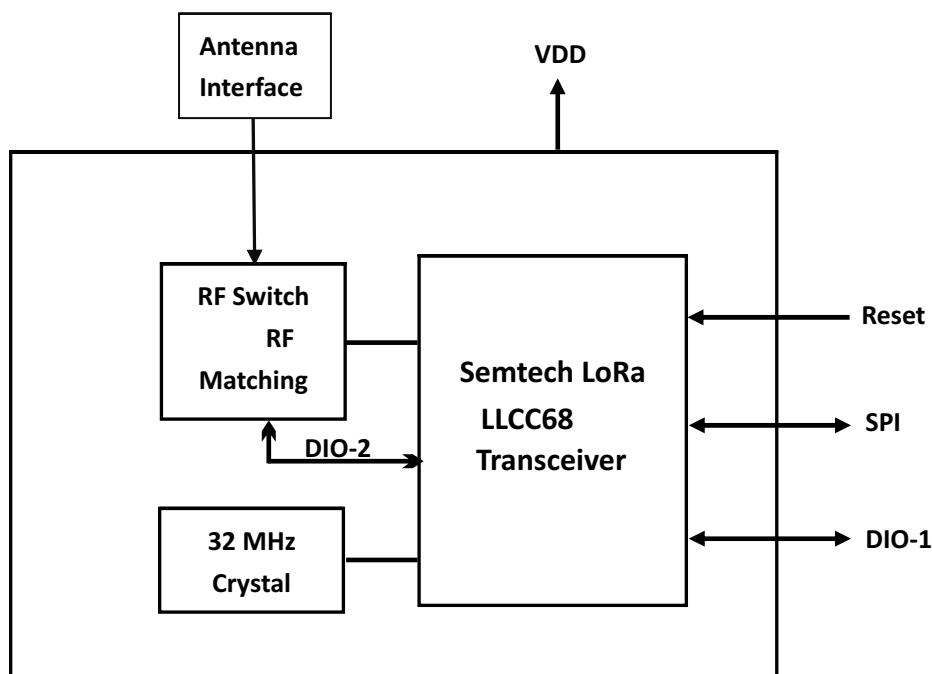 Antenna
Interface
VDD
RF Switch
RF
Matching
Semtech LoRa
LLCC68
Transceiver
Reset
SPI
DIO-2
DIO-1
32 MHz
Crystal